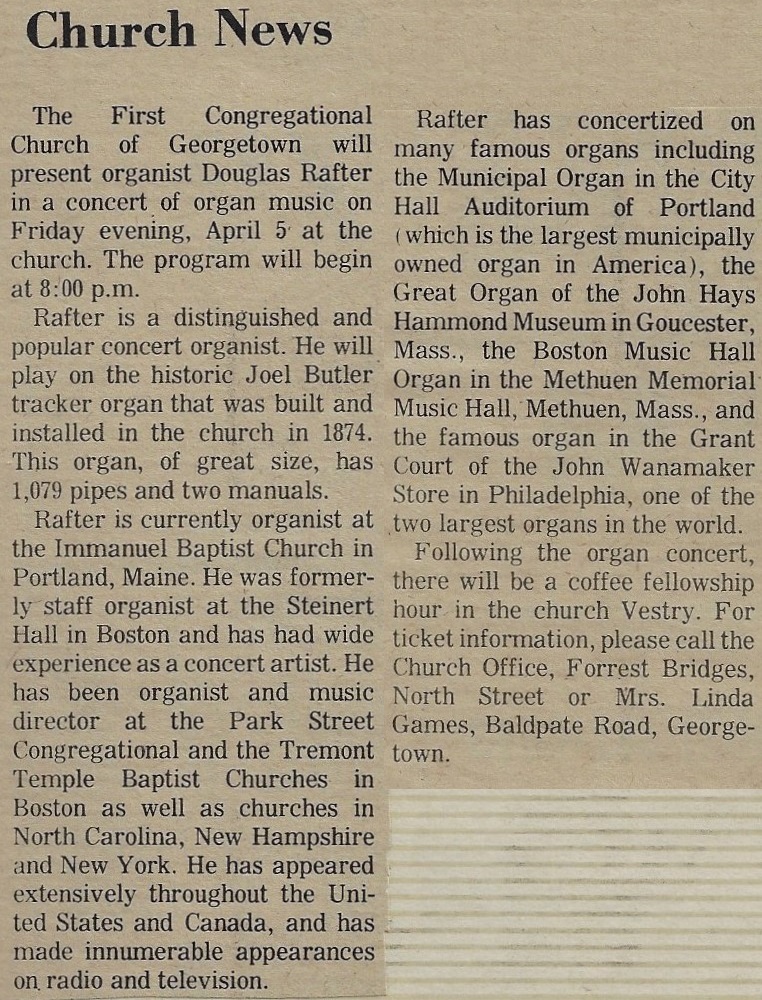 Church News
The First Congregational
Church of Georgetown will
present organist Douglas Rafter
in a concert of organ music on
Friday evening, April 5 at the
church. The program will begin
at 8:00 p.m.
Rafter is a distinguished and
popular concert organist. He will
play on the historic Joel Butler
tracker organ that was built and
installed in the church in 1874.
This organ, of great size, has
1,079 pipes and two manuals.
Rafter is currently organist at
the Immanuel Baptist Church in
Portland, Maine. He was former-
ly staff organist at the Steinert
Hall in Boston and has had wide
experience as a concert artist. He
has been organist and music
director at the Park Street
Congregational and the Tremont
Temple Baptist Churches in
Boston as well as churches in
North Carolina, New Hampshire
and New York. He has appeared
extensively throughout the Uni-
ted States and Canada, and has
made innumerable appearances
on radio and television.
Rafter has concertized on
many famous organs including
the Municipal Organ in the City
Hall Auditorium of Portland
(which is the largest municipally
owned organ in America), the
Great Organ of the John Hays
Hammond Museum in Goucester,
Mass., the Boston Music Hall
Organ in the Methuen Memorial
Music Hall, Methuen, Mass., and
the famous organ in the Grant
Court of the John Wanamaker
Store in Philadelphia, one of the
two largest organs in the world.
Following the organ concert,
there will be a coffee fellowship
hour in the church Vestry. For
ticket information, please call the
Church Office, Forrest Bridges,
North Street or Mrs. Linda
Games, Baldpate Road, George-
town.